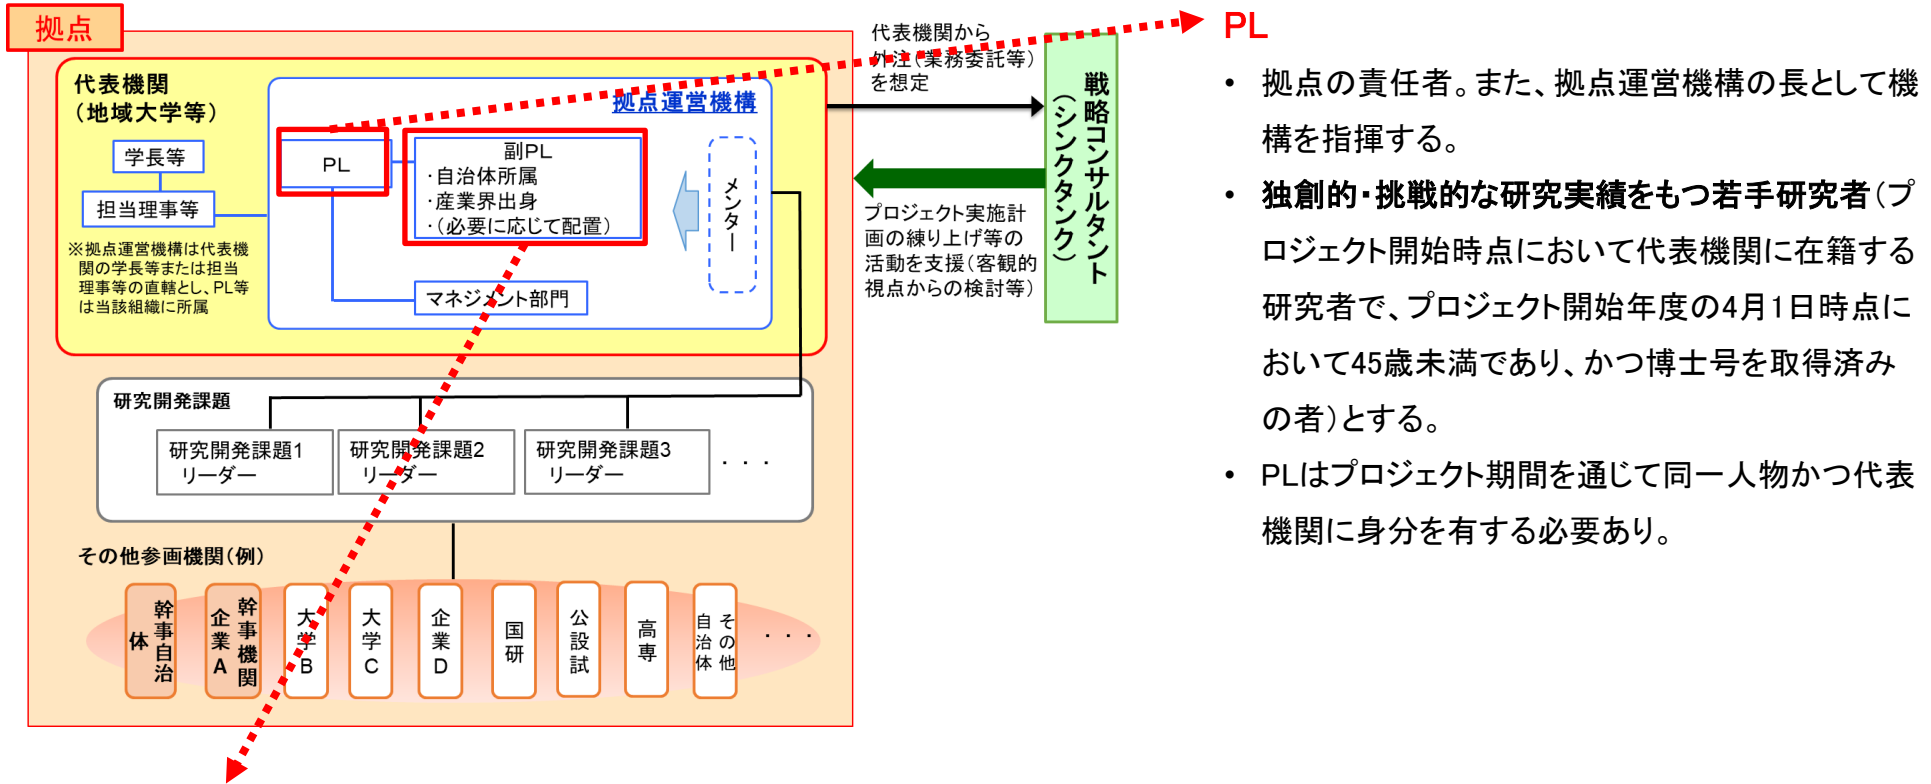 拠点
代表機関
（地域大学等）
学長等
担当理事等
※拠点運営機構は代表機
関の学長等または担当
理事等の直轄とし、PL等
は当該組織に所属
拠点運営機構
PL
副PL
・自治体所属
・産業界出身
・（必要に応じて配置）
メンター
マネジメント部門
代表機関から
外注（業務委託等）
を想定
プロジェクト実施計
画の練り上げ等の
活動を支援（客観的
視点からの検討等）
戦略コンサルタント
（シンクタンク）
研究開発課題
研究開発課題1
リーダー
研究開発課題2
リーダー
研究開発課題3
リーダー
・・・
その他参画機関（例）
幹事自治
体
幹事機関
企業A
大学B
大学C
企業D
国研
公設試
高専
その他
自治体
・・・
PL
• 拠点の責任者。また、拠点運営機構の長として機
構を指揮する。
• 独創的・挑戦的な研究実績をもつ若手研究者（プ
ロジェクト開始時点において代表機関に在籍する
研究者で、プロジェクト開始年度の4月1日時点に
おいて45歳未満であり、かつ博士号を取得済み
の者）とする。
• PLはプロジェクト期間を通じて同一人物かつ代表
機関に身分を有する必要あり。